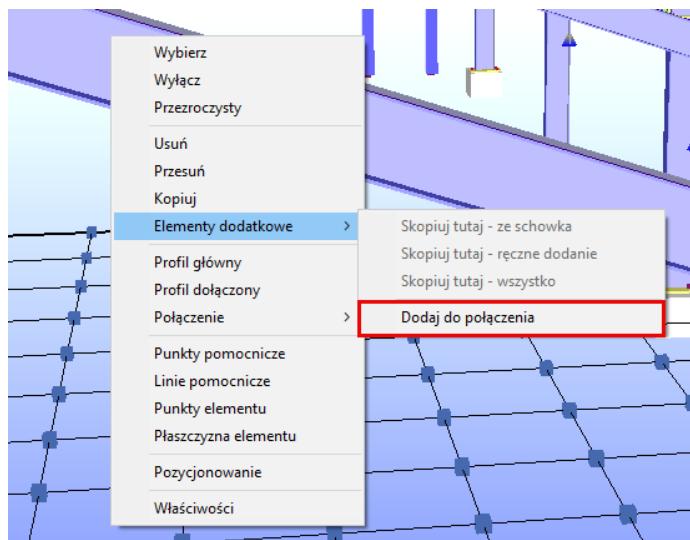 Wybierz
Wyłącz
Przezroczysty
Usuń
Przesuń
Kopiuj
Elementy dodatkowe
Profil główny
Profil dołączony
Połączenie
Punkty pomocnicze
Linie pomocnicze
Punkty elementu
Płaszczyzna elementu
Pozycjonowanie
Właściwości
Skopiuj tutaj - ze schowka
Skopiuj tutaj - ręczne dodanie
Skopiuj tutaj - wszystko
Dodaj do połączenia